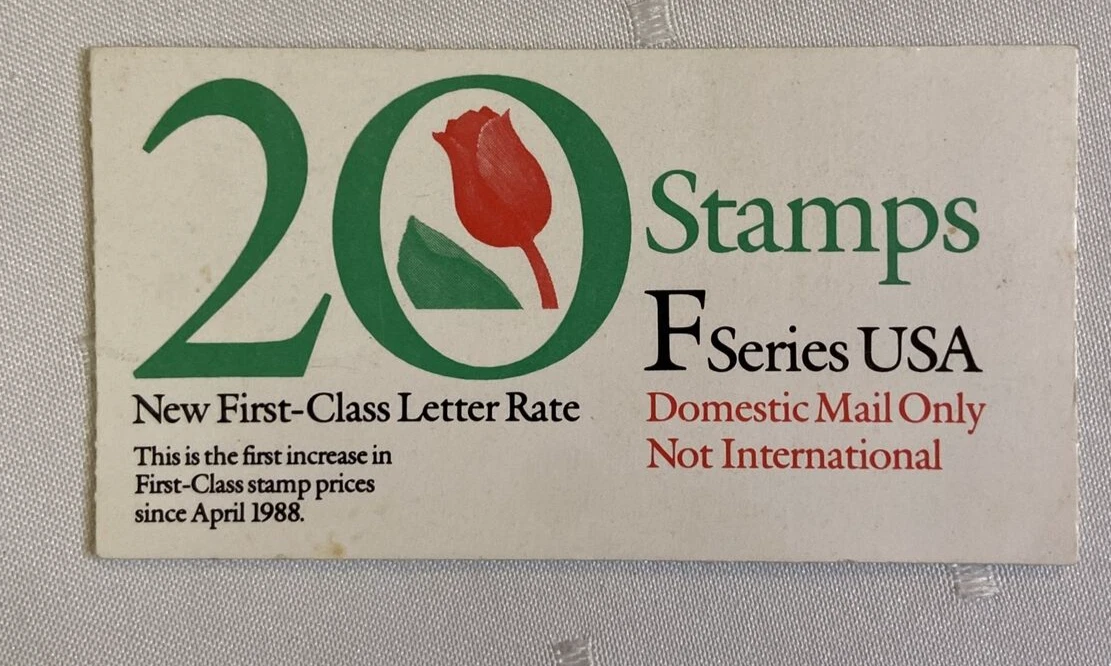 20 Stamps
F Series USA
New First-Class Letter Rate
This is the first increase in
First-Class stamp prices
since April 1988.
Domestic Mail Only
Not International